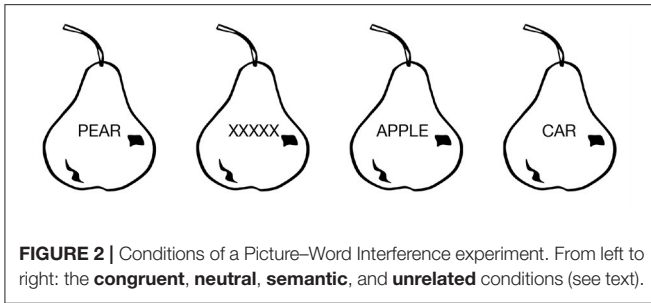 PEAR XXXXX APPLE CAR
FIGURE 2 | Conditions of a Picture–Word Interference experiment. From left to
right: the congruent, neutral, semantic, and unrelated conditions (see text).